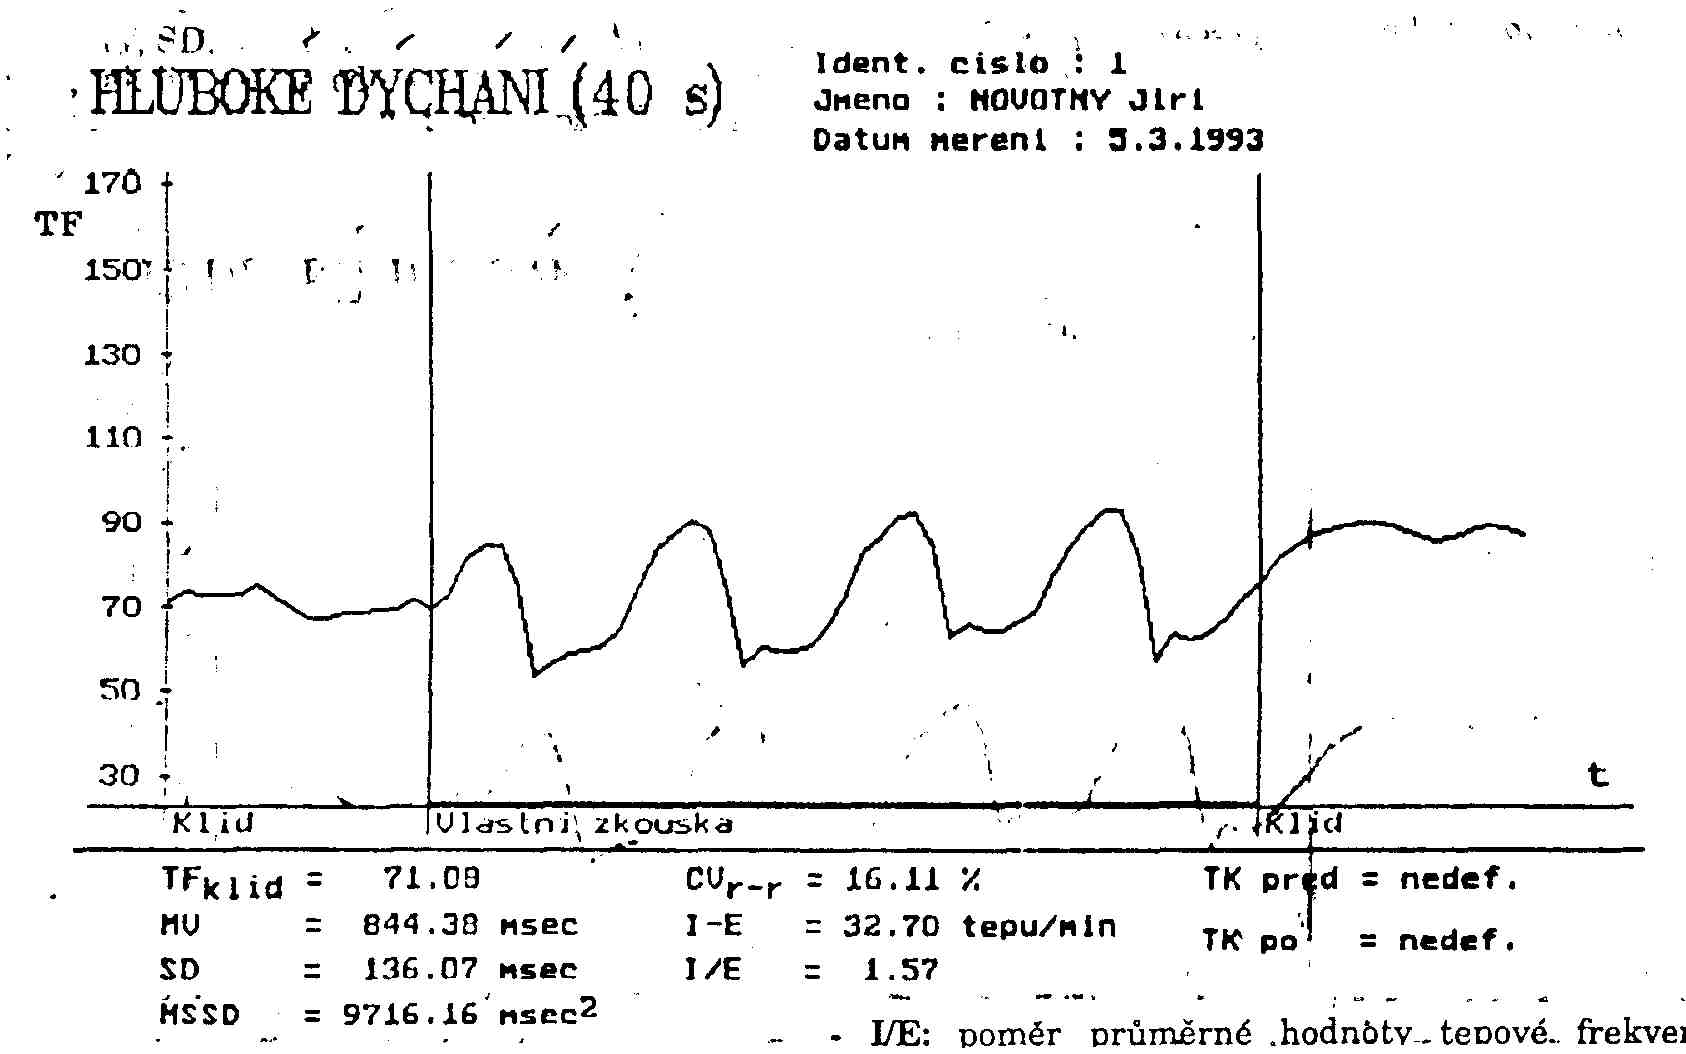 HLUBOKÉ DÝCHÁNÍ (40 s)
Ident. cislo : 1
Jmeno : NOVOTNY Jiri
Datum mereni : 5.3.1993
170
TF
150
130
110
90
70
50
30
t
Klid Vlastni zkouska Klid
TFklid = 71.08 CVr-r = 16.11 % TK pred = nedef.
MV = 844.38 msec I-E = 32.70 tepu/min TK po = nedef.
SD = 136.07 msec I/E = 1.57
MSSD = 9716.16 msec2
- I/E: poměr průměrné hodnoty tepové